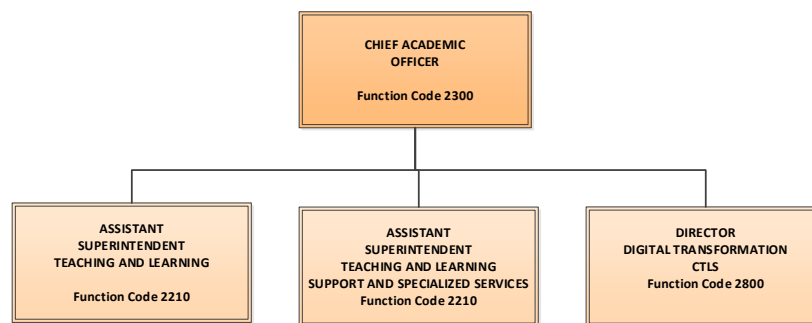 CHIEF ACADEMIC
OFFICER
Function Code 2300
ASSISTANT
SUPERINTENDENT
TEACHING AND LEARNING
Function Code 2210
ASSISTANT
SUPERINTENDENT
TEACHING AND LEARNING
SUPPORT AND SPECIALIZED SERVICES
Function Code 2210
DIRECTOR
DIGITAL TRANSFORMATION
CTLS
Function Code 2800